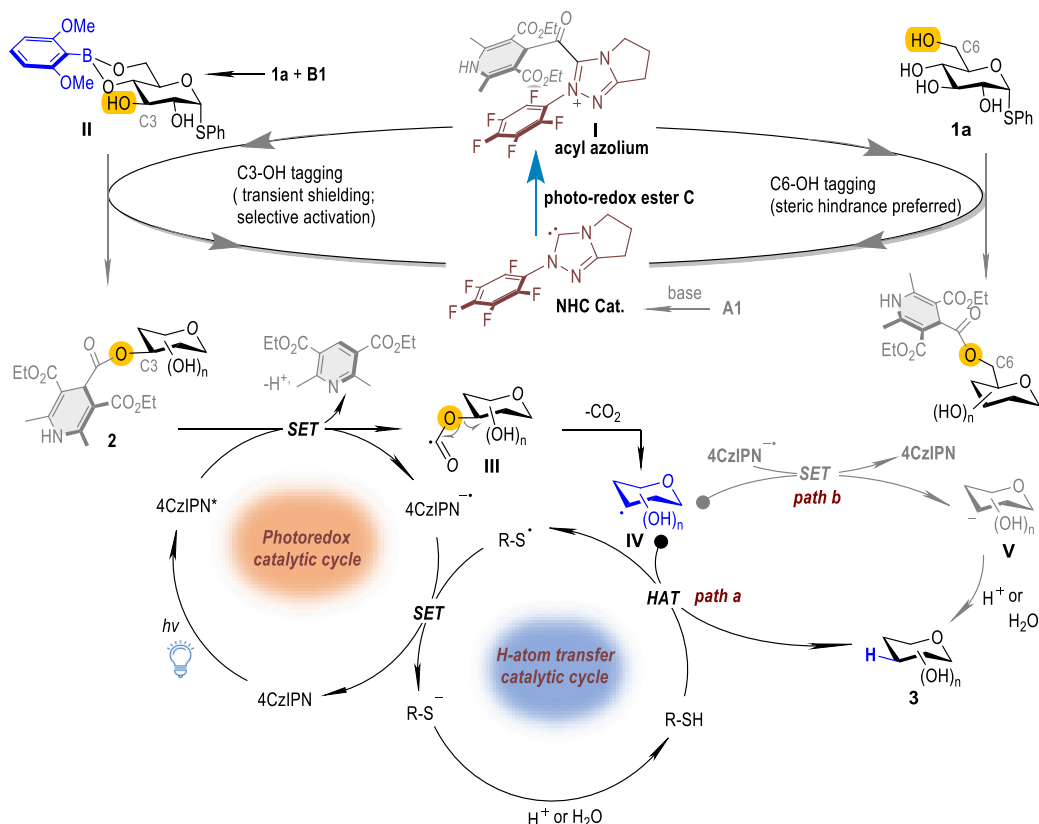 OMe
B
O
O
O
OMe
HO
C3
OH
SPh
II
1a + B1
CO2Et
O
HN
N
CO2Et
N
N
+
F
F
F
F
F
I
acyl azolium
HO
C6
HO
O
HO
OH
SPh
1a
C3-OH tagging
( transient shielding;
selective activation)
photo-redox ester C
C6-OH tagging
(steric hindrance preferred)
N
N
N
F
F
F
F
F
NHC Cat.
base
A1
O
O
C3
O
(OH)n
EtO2C
CO2Et
HN
2
EtO2C
CO2Et
N
-H+,
SET
O
O
(OH)n
O
III
-CO2
HN
CO2Et
O
EtO2C
O
C6
O
(HO)n
4CzIPN–•
4CzIPN
SET
path b
O
(OH)n
IV
O
(OH)n
–
V
4CzIPN*
4CzIPN–•
Photoredox
catalytic cycle
R-S•
SET
HAT
path a
H+ or
H2O
hv
H-atom transfer
catalytic cycle
H
O
(OH)n
3
4CzIPN
R-S–
R-SH
H+ or H2O